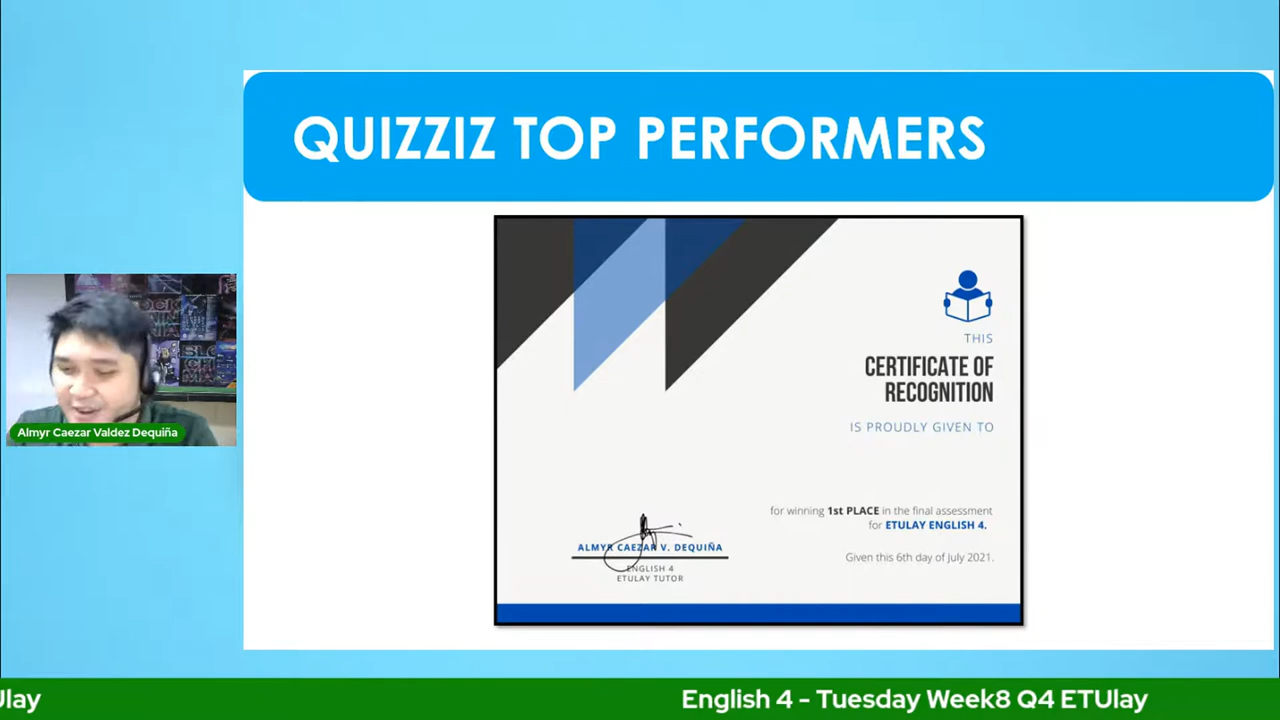 QUIZZIZ TOP PERFORMERS
THIS
CERTIFICATE OF
RECOGNITION
IS PROUDLY GIVEN TO
for winning 1st PLACE in the final assessment
for ETULAY ENGLISH 4.
Given this 6th day of July 2021.
ALMYR CAEZAR V. DEQUIÑA
ENGLISH 4
ETULAY TUTOR
Almyr Caezar Valdez Dequiña
Ulay
English 4 - Tuesday Week8 Q4 ETUlay